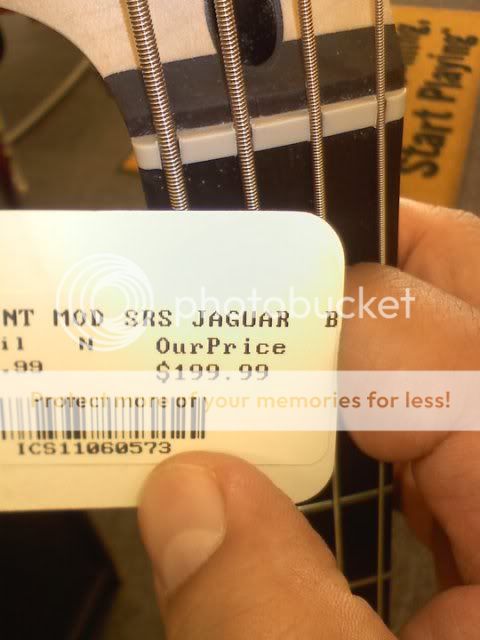 Start Playing
photobucket
NT MOD SRS JAGUAR B
il N OurPrice
.99 $199.99
Protect more of your memories for less!
ICS11060573